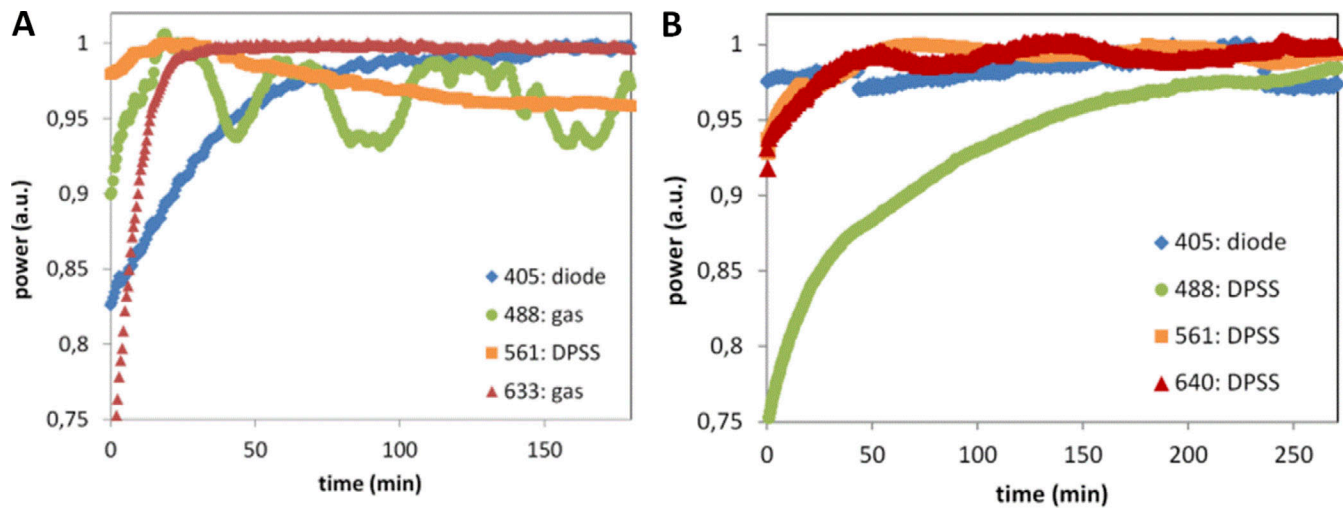 A
power (a.u.)
1
0,95
0,9
0,85
0,8
0,75
0
50
100
150
time (min)
405: diode
488: gas
561: DPSS
633: gas
B
power (a.u.)
1
0,95
0,9
0,85
0,8
0,75
0
50
100
150
200
250
time (min)
405: diode
488: DPSS
561: DPSS
640: DPSS